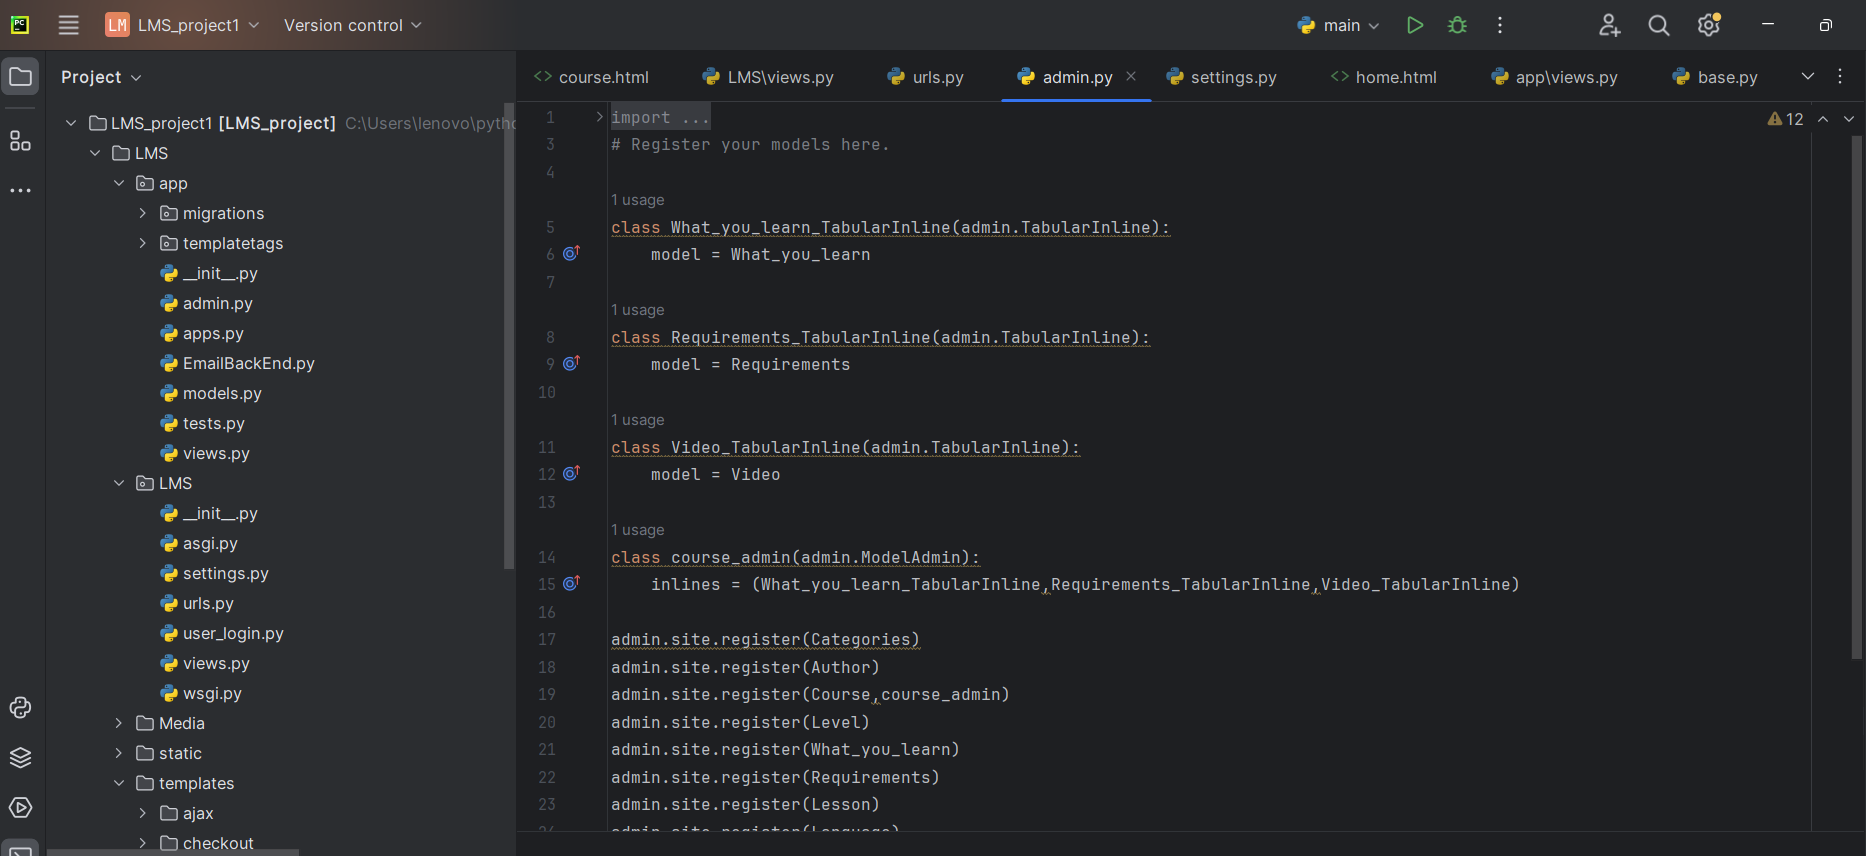 PC
LM LMS_project1 Version control main
Project
course.html LMS\views.py urls.py admin.py settings.py home.html app\views.py base.py
LMS_project1 [LMS_project] C:\Users\lenovo\pytho
LMS
app
migrations
templatetags
__init__.py
admin.py
apps.py
EmailBackEnd.py
models.py
tests.py
views.py
LMS
__init__.py
asgi.py
settings.py
urls.py
user_login.py
views.py
wsgi.py
Media
static
templates
ajax
checkout
12
1 import ...
3 # Register your models here.
4
1 usage
5 class What_you_learn_TabularInline(admin.TabularInline):
6 model = What_you_learn
7
1 usage
8 class Requirements_TabularInline(admin.TabularInline):
9 model = Requirements
10
1 usage
11 class Video_TabularInline(admin.TabularInline):
12 model = Video
13
1 usage
14 class course_admin(admin.ModelAdmin):
15 inlines = (What_you_learn_TabularInline,Requirements_TabularInline,Video_TabularInline)
16
17 admin.site.register(Categories)
18 admin.site.register(Author)
19 admin.site.register(Course,course_admin)
20 admin.site.register(Level)
21 admin.site.register(What_you_learn)
22 admin.site.register(Requirements)
23 admin.site.register(Lesson)
24 admin.site.register(Language)